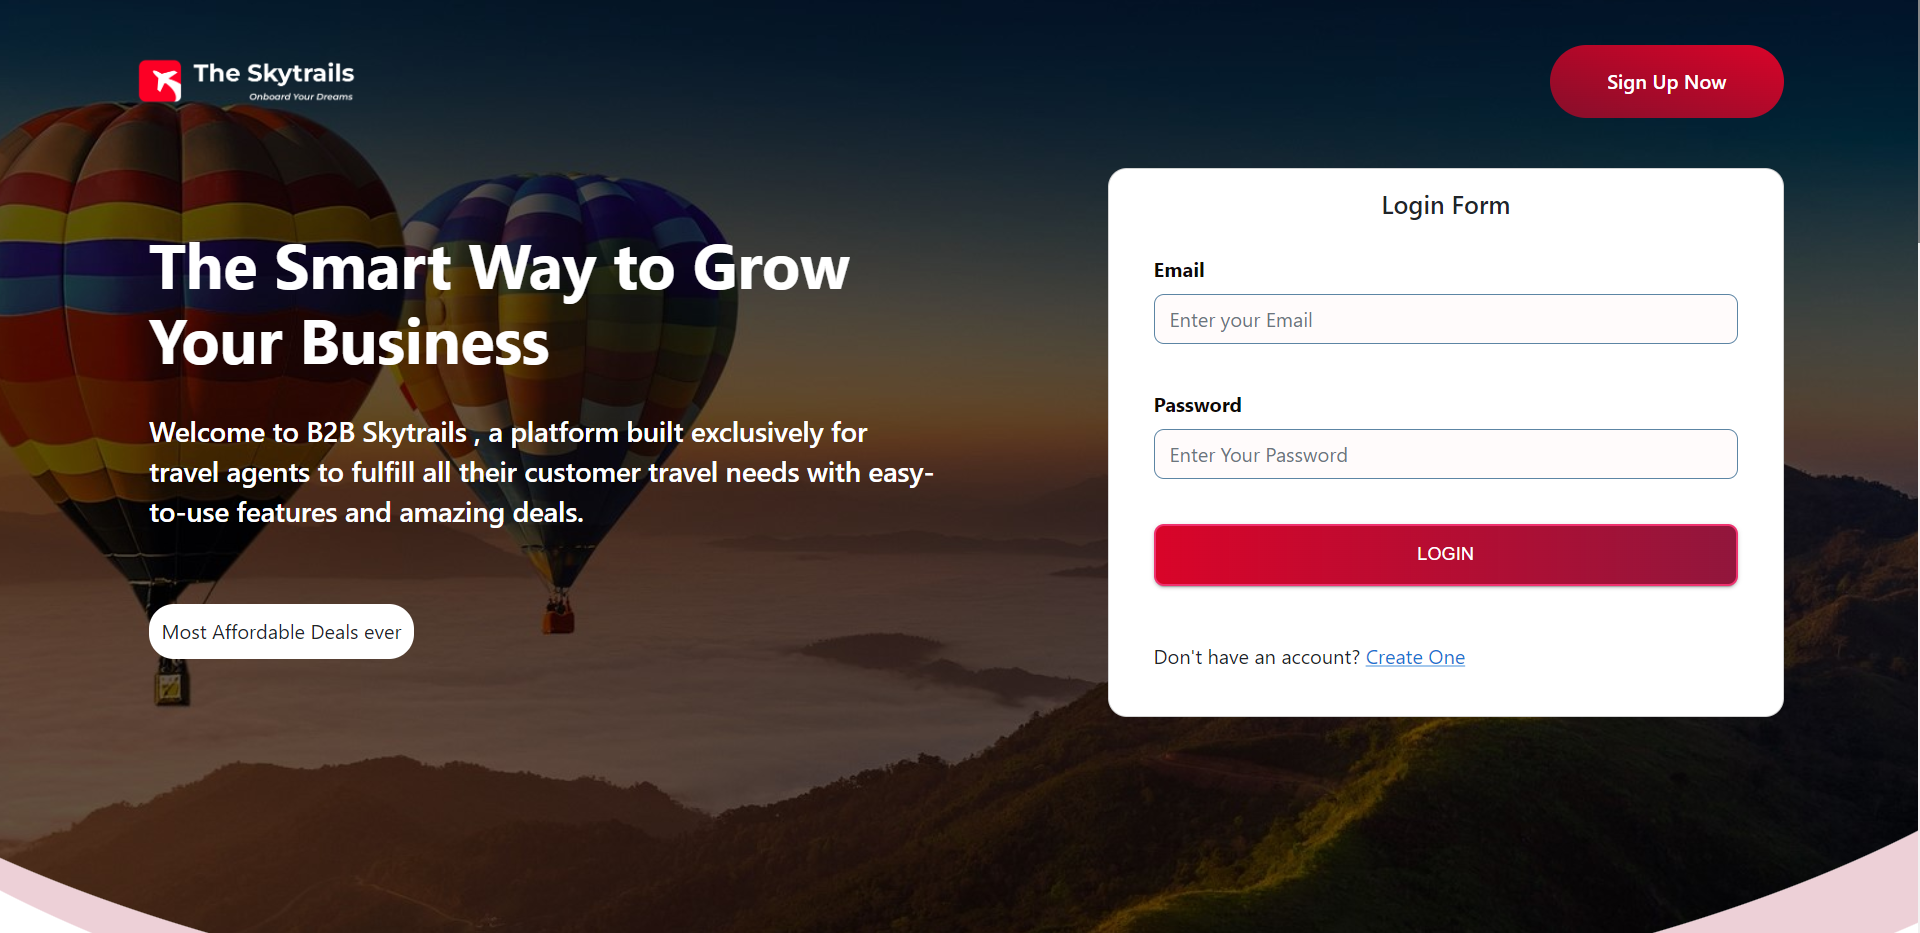 The Skytrails
Onboard Your Dreams
Sign Up Now
The Smart Way to Grow
Your Business
Welcome to B2B Skytrails , a platform built exclusively for
travel agents to fulfill all their customer travel needs with easy-
to-use features and amazing deals.
Most Affordable Deals ever
Login Form
Email
Enter your Email
Password
Enter Your Password
LOGIN
Don't have an account? Create One